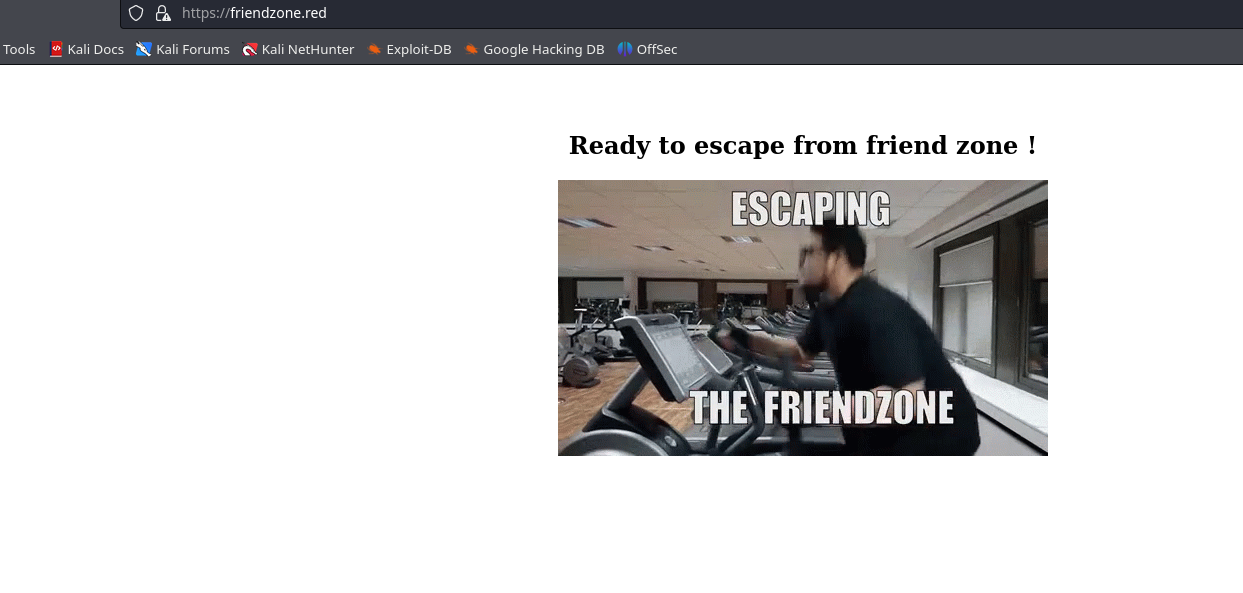 https://friendzone.red
Tools Kali Docs Kali Forums Kali NetHunter Exploit-DB Google Hacking DB OffSec
Ready to escape from friend zone !
ESCAPING
THE FRIENDZONE